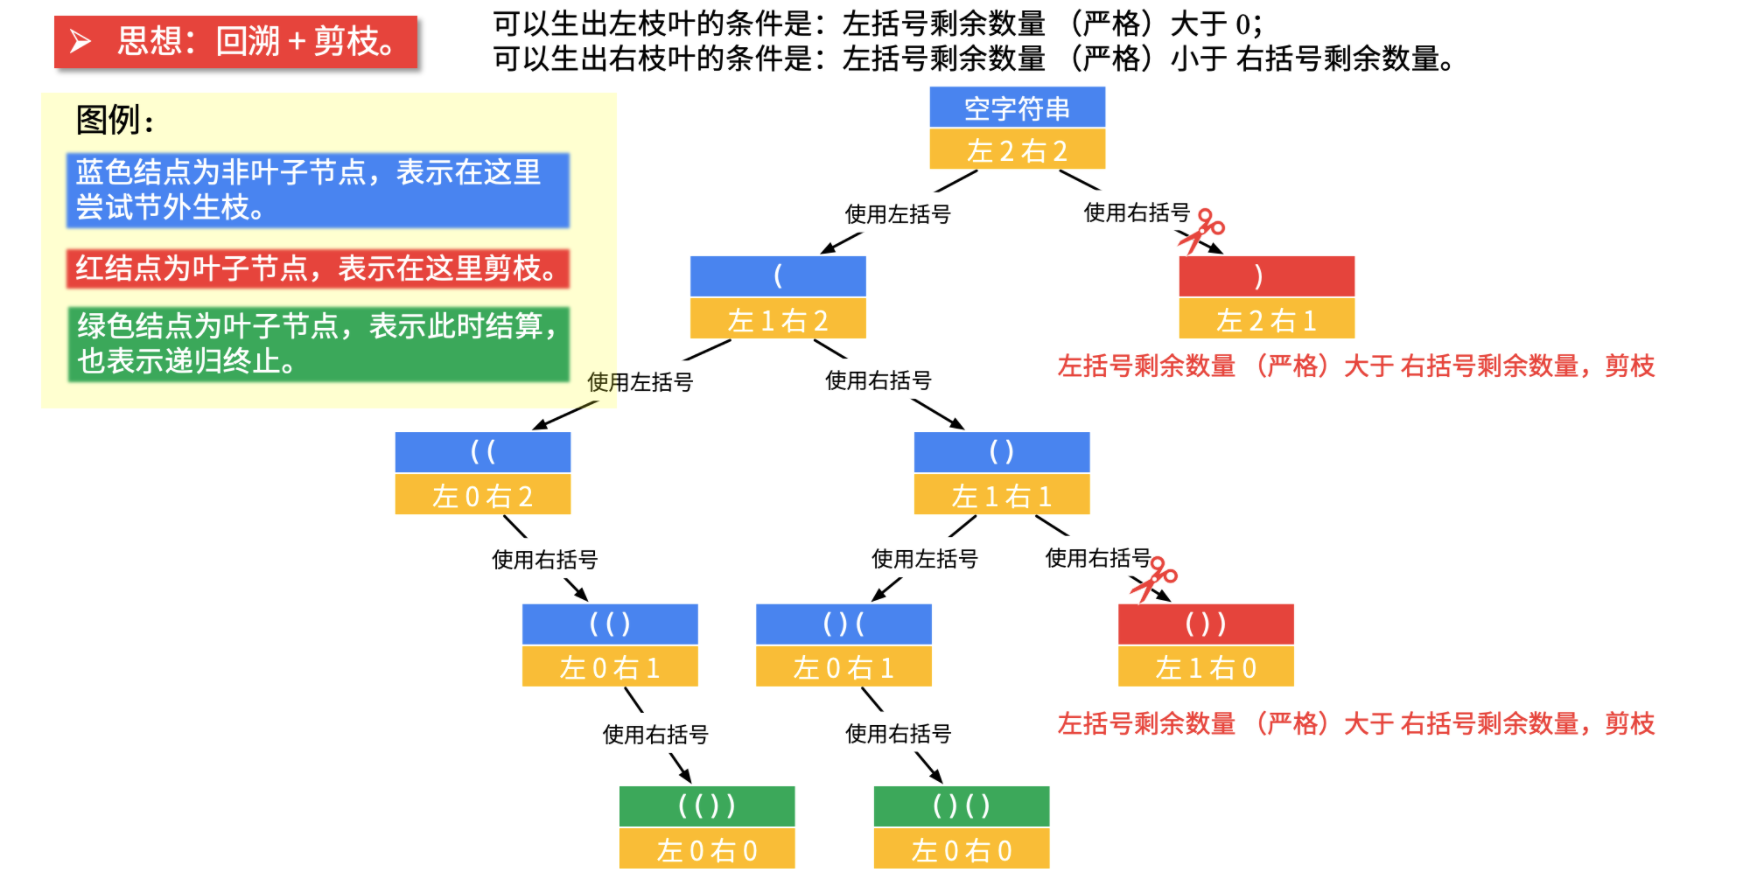 ➢ 思想：回溯 + 剪枝。
可以生出左枝叶的条件是：左括号剩余数量 （严格）大于 0；
可以生出右枝叶的条件是：左括号剩余数量 （严格）小于 右括号剩余数量。
图例：
蓝色结点为非叶子节点，表示在这里
尝试节外生枝。
红结点为叶子节点，表示在这里剪枝。
绿色结点为叶子节点，表示此时结算，
也表示递归终止。
空字符串
左 2 右 2
使用左括号
使用右括号
(
左 1 右 2
)
左 2 右 1
左括号剩余数量 （严格）大于 右括号剩余数量，剪枝
使用左括号
使用右括号
( (
左 0 右 2
( )
左 1 右 1
使用右括号
使用左括号
使用右括号
( ( )
左 0 右 1
( ) (
左 0 右 1
( ) )
左 1 右 0
左括号剩余数量 （严格）大于 右括号剩余数量，剪枝
使用右括号
使用右括号
( ( ) )
左 0 右 0
( ) ( )
左 0 右 0